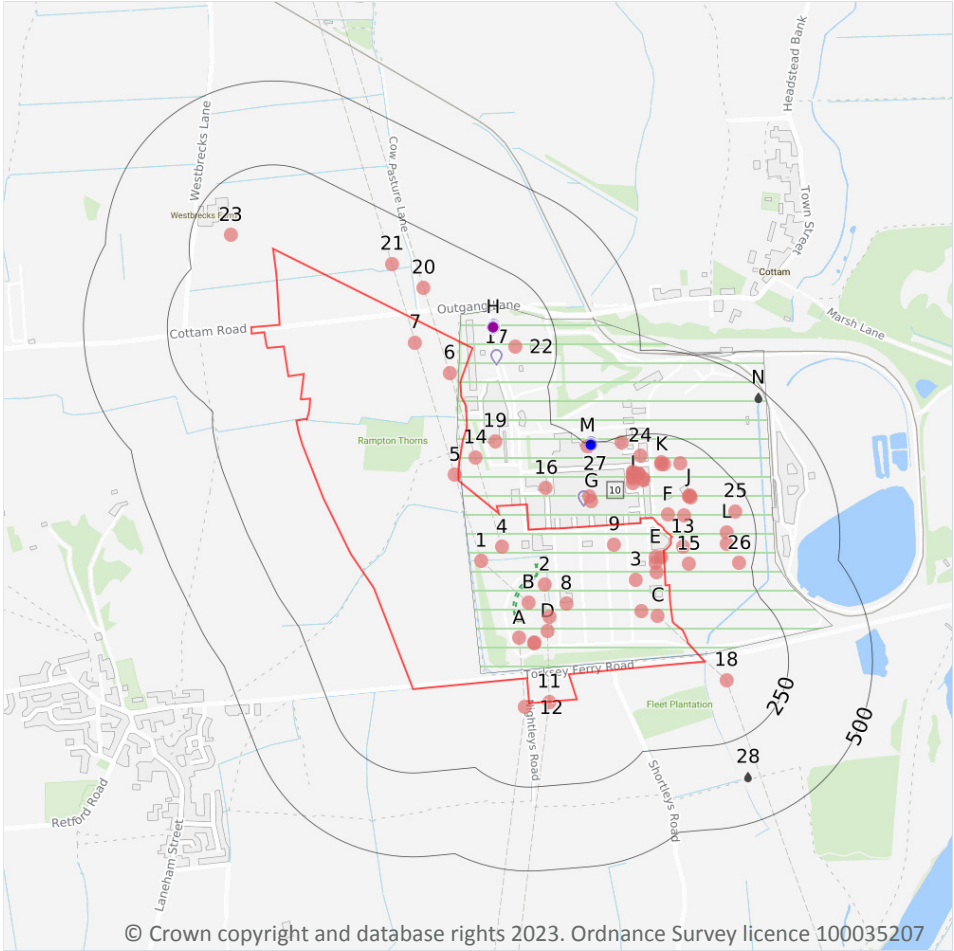 Headstead Bank
Westbrecks Lane
Cow Pasture Lane
Town Street
Westbrecks F
23
21
20
Cottam
H
Outgang Lane
Marsh Lane
Cottam Road
7
17
22
6
N
M
19
24
Rampton Thorns
14
K
5
27
I
16
G
10
J
F
25
L
4
9
13
1
E
15
26
2
3
B
8
C
A
D
Torksey Ferry Road
18
11
250
12
Fleet Plantation
500
ightleys Road
28
Shortleys Road
Retford Road
Laneham Street
© Crown copyright and database rights 2023. Ordnance Survey licence 100035207